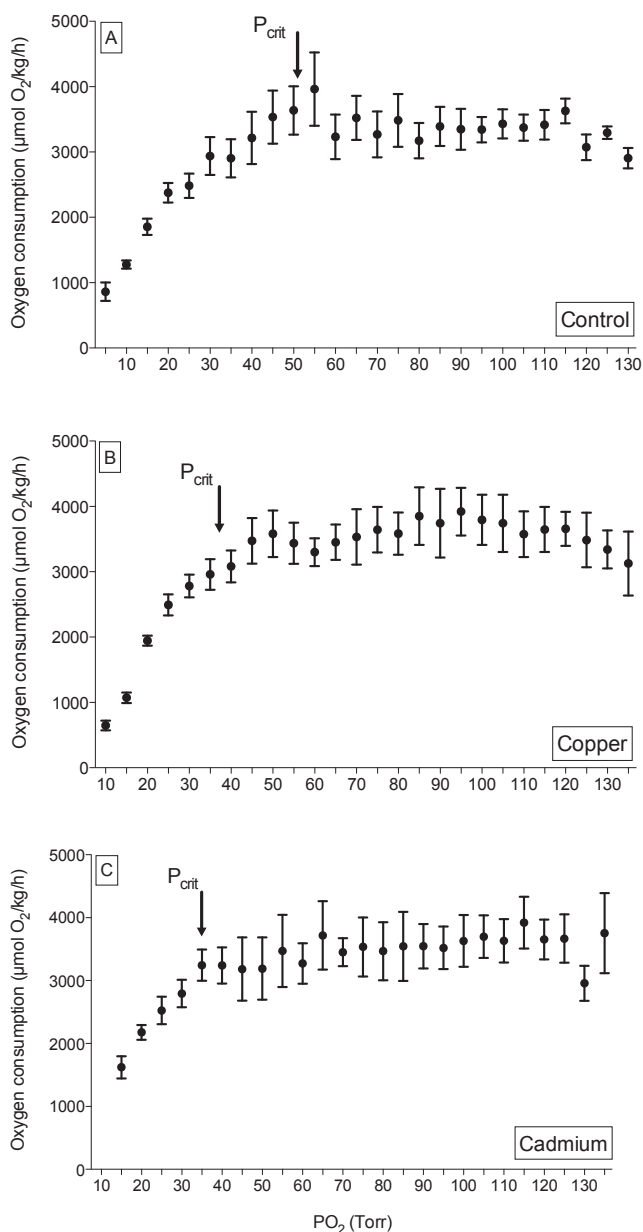 A
P_crit
Oxygen consumption (µmol O₂/kg/h)
5000
4000
3000
2000
1000
0
10 20 30 40 50 60 70 80 90 100 110 120 130
Control
B
P_crit
Oxygen consumption (µmol O₂/kg/h)
5000
4000
3000
2000
1000
0
10 20 30 40 50 60 70 80 90 100 110 120 130
Copper
C
P_crit
Oxygen consumption (µmol O₂/kg/h)
5000
4000
3000
2000
1000
0
10 20 30 40 50 60 70 80 90 100 110 120 130
Cadmium
PO₂ (Torr)